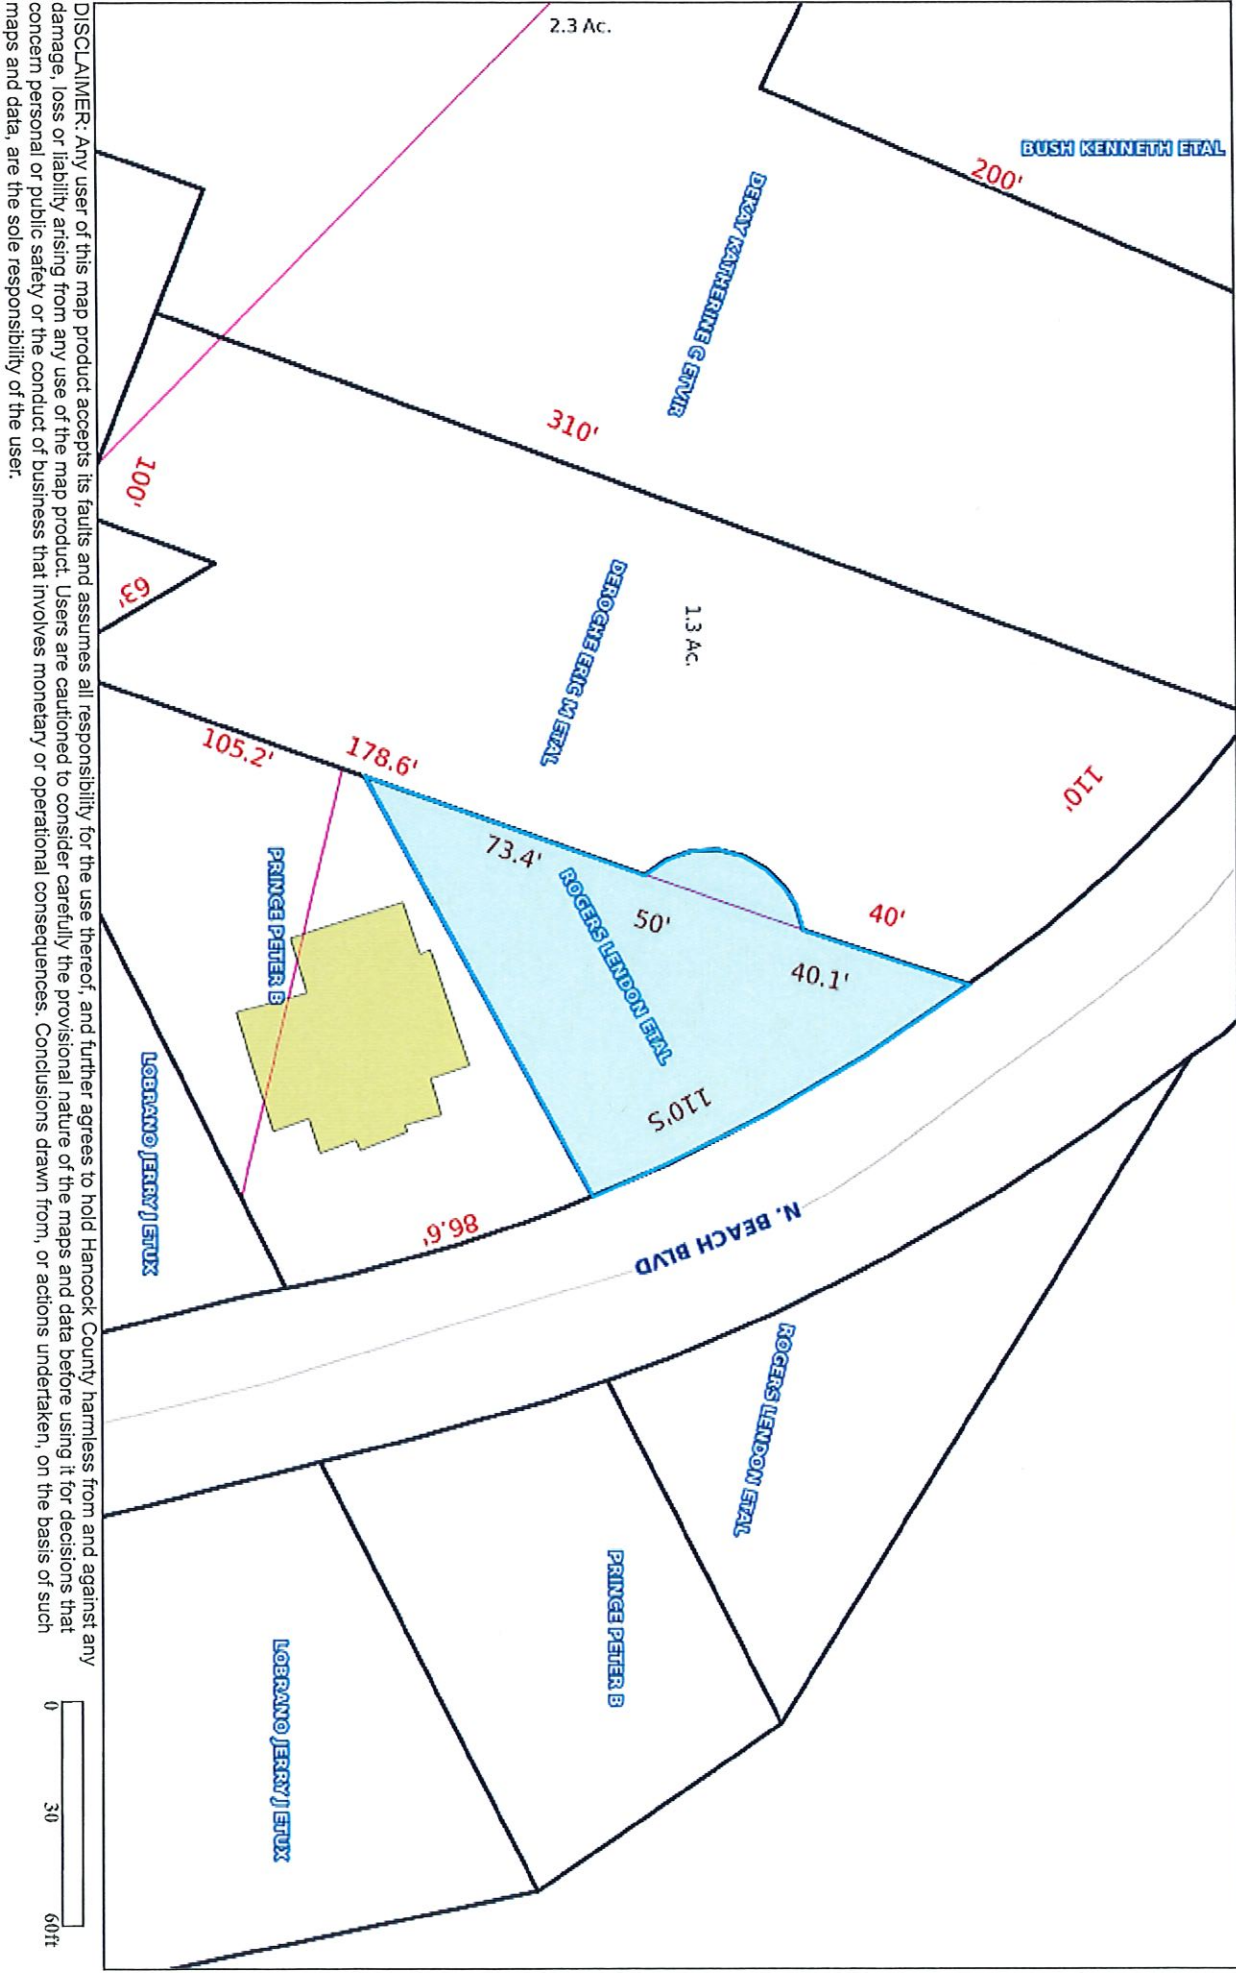 2.3 Ac.
BUSH KENNETH ETAL
200'
DEKAY KATHERINE G ETVIR
310'
100'
63'
DEROCHE ERIC M ETAL
1.3 Ac.
110'
105.2'
178.6'
73.4'
50'
40'
40.1'
ROGERS LENDON ETAL
110'S
PRINCE PETER B
LOBRANO JERRY J ETUX
86.6'
N. BEACH BLVD
ROGERS LENDON ETAL
PRINCE PETER B
LOBRANO JERRY J ETUX
DISCLAIMER: Any user of this map product accepts its faults and assumes all responsibility for the use thereof, and further agrees to hold Hancock County harmless from and against any
damage, loss or liability arising from any use of the map product. Users are cautioned to consider carefully the provisional nature of the maps and data before using it for decisions that
concern personal or public safety or the conduct of business that involves monetary or operational consequences. Conclusions drawn from, or actions undertaken, on the basis of such
maps and data, are the sole responsibility of the user.
0 30 60ft